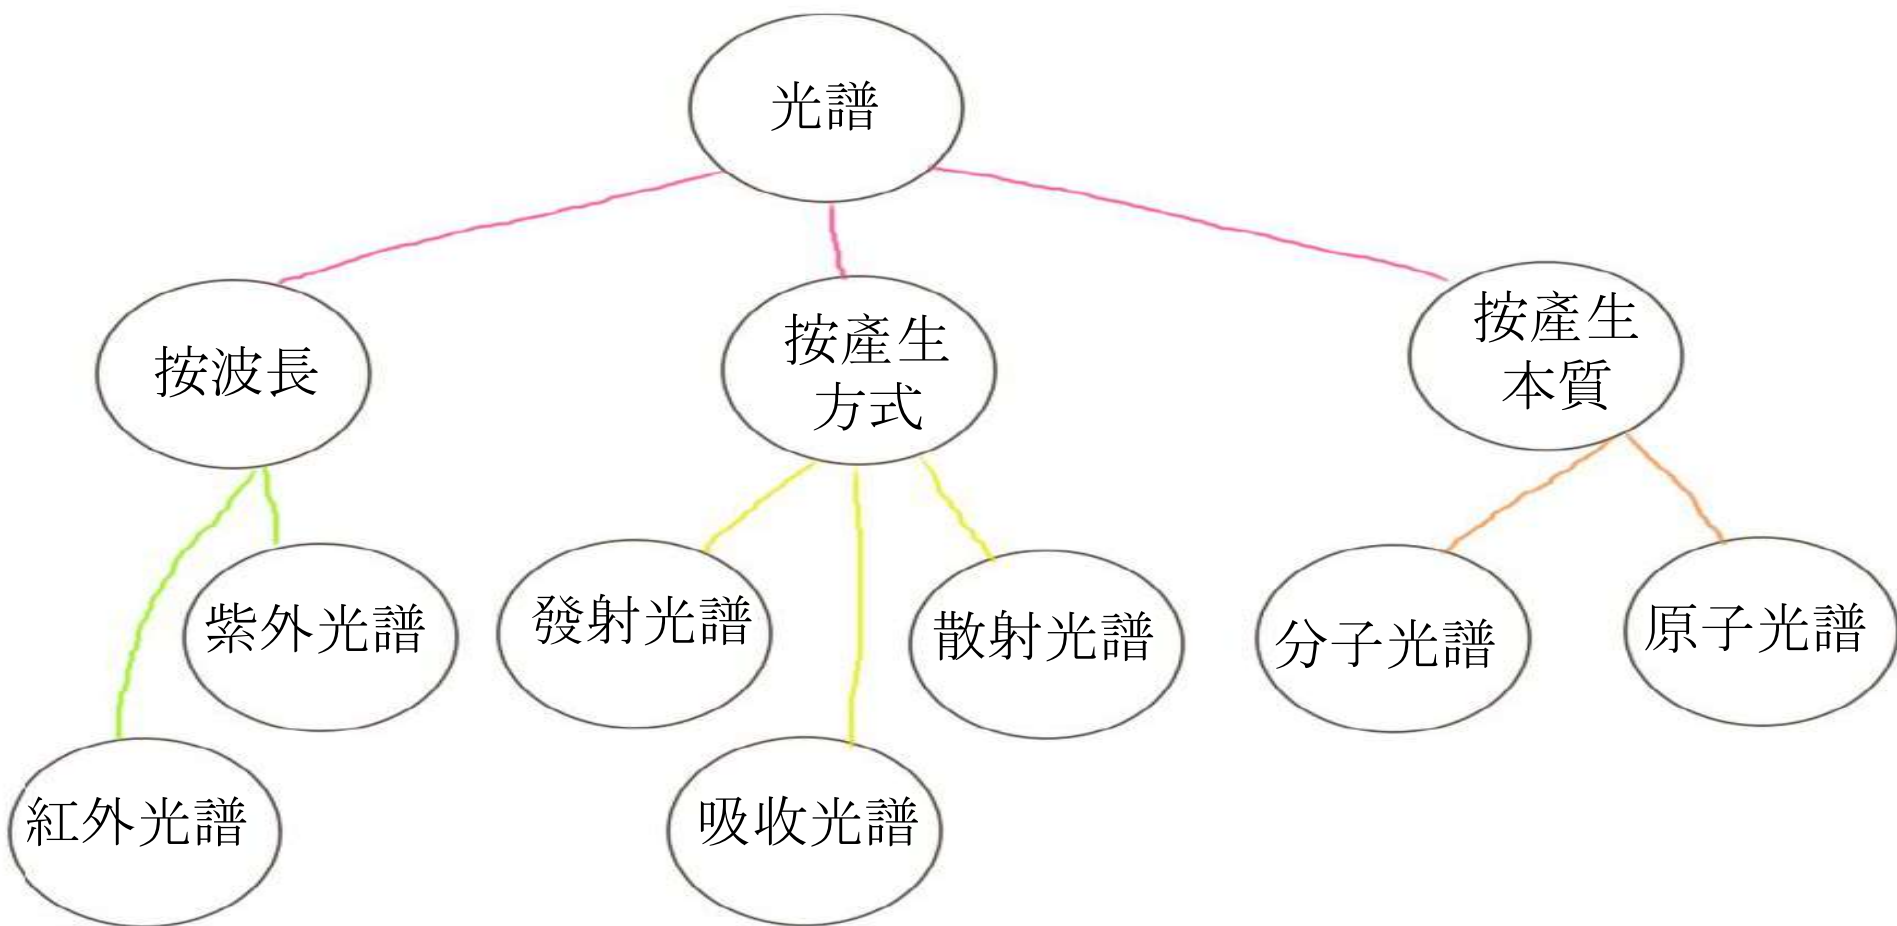 光譜
按波長
按產生
方式
按產生
本質
紫外光譜
發射光譜
散射光譜
分子光譜
原子光譜
紅外光譜
吸收光譜